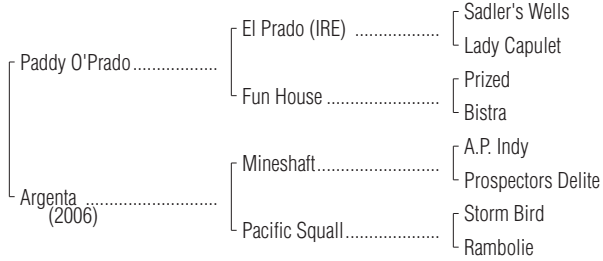 Sadler's Wells
El Prado (IRE) ....................
Lady Capulet
Paddy O'Prado..................
Prized
Fun House ..........................
Bistra
A.P. Indy
Mineshaft............................
Prospectors Delite
Argenta ............................
(2006)
Storm Bird
Pacific Squall.....................
Rambolie